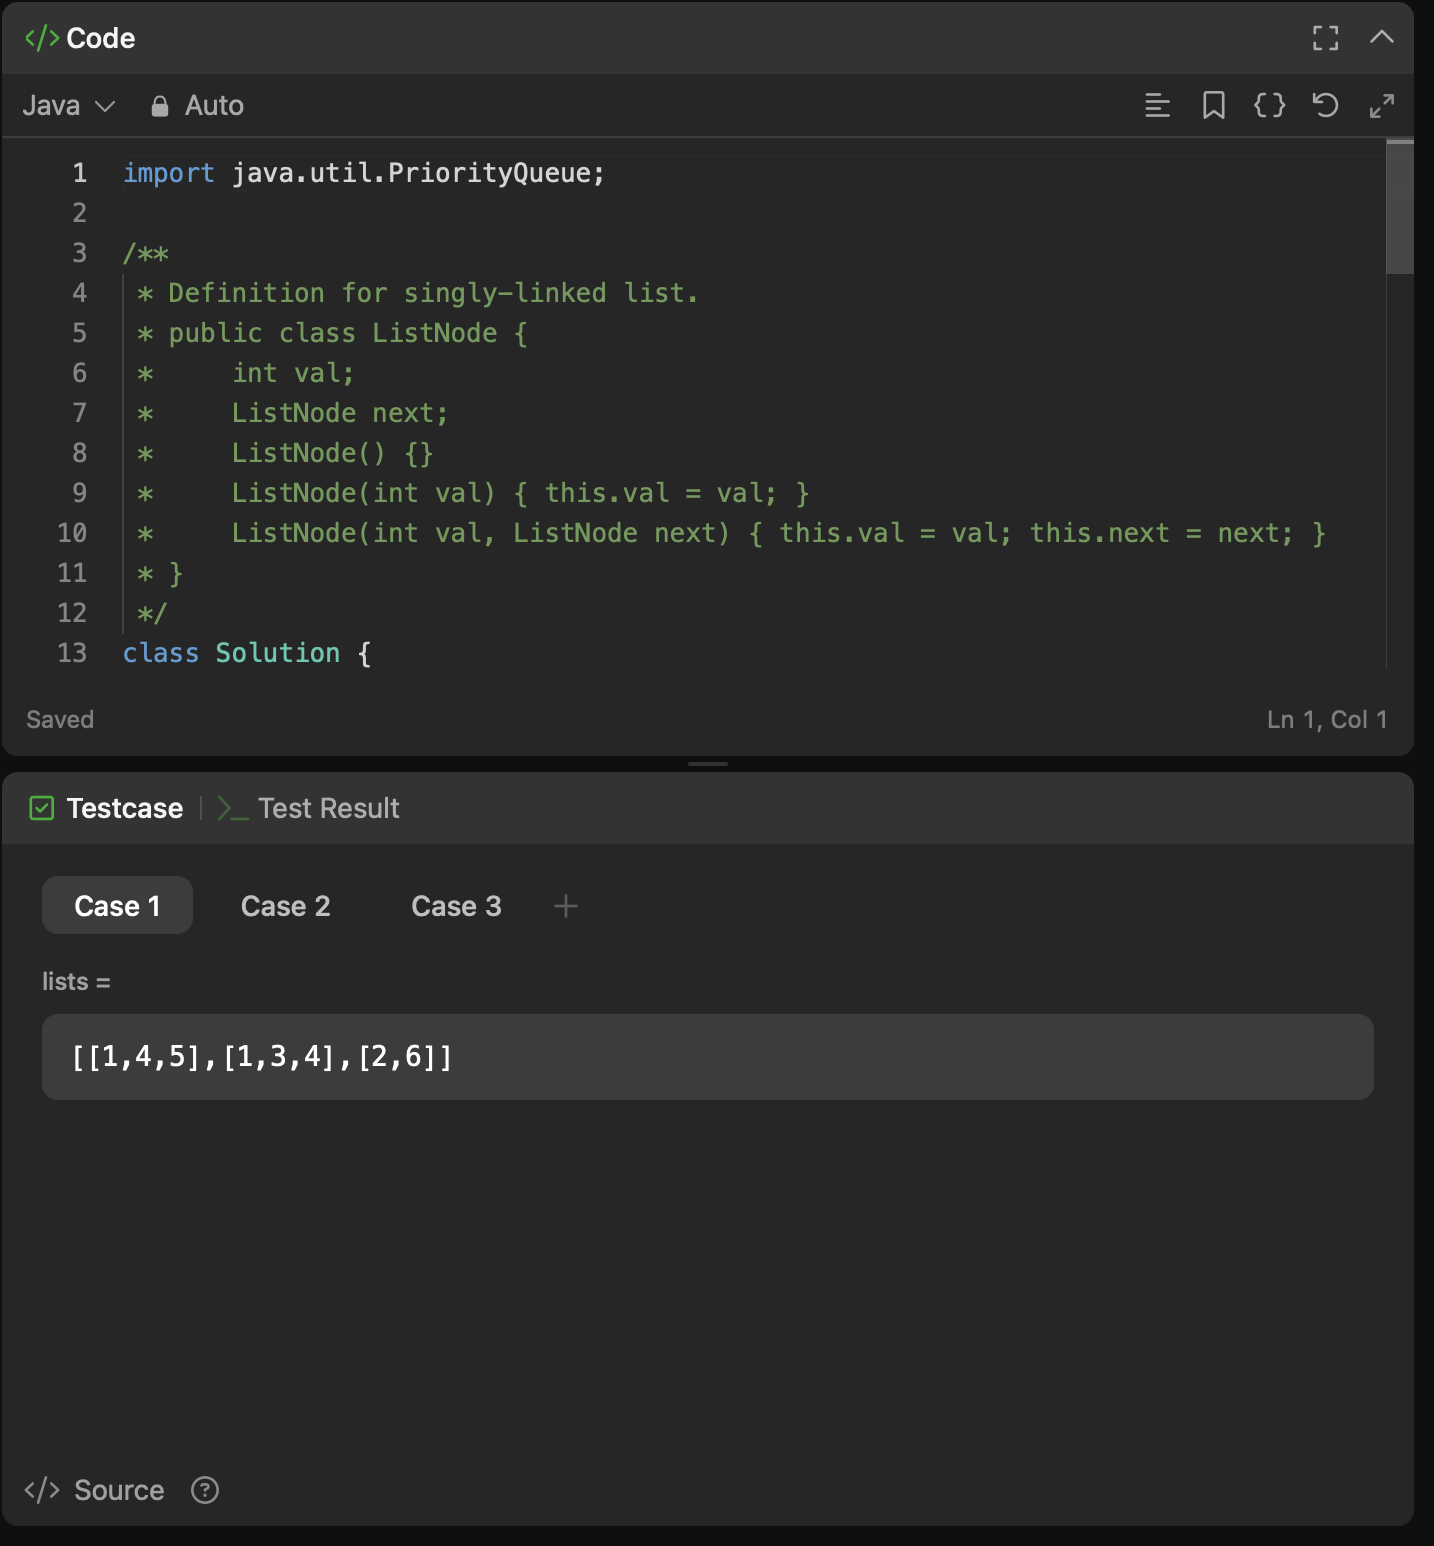 </> Code
Java Auto
1 import java.util.PriorityQueue;
2
3 /**
4  * Definition for singly-linked list.
5  * public class ListNode {
6  *     int val;
7  *     ListNode next;
8  *     ListNode() {}
9  *     ListNode(int val) { this.val = val; }
10  *     ListNode(int val, ListNode next) { this.val = val; this.next = next; }
11  * }
12  */
13 class Solution {
Saved Ln 1, Col 1
Testcase | >_ Test Result
Case 1 Case 2 Case 3 +
lists =
[[1,4,5],[1,3,4],[2,6]]
</> Source ?